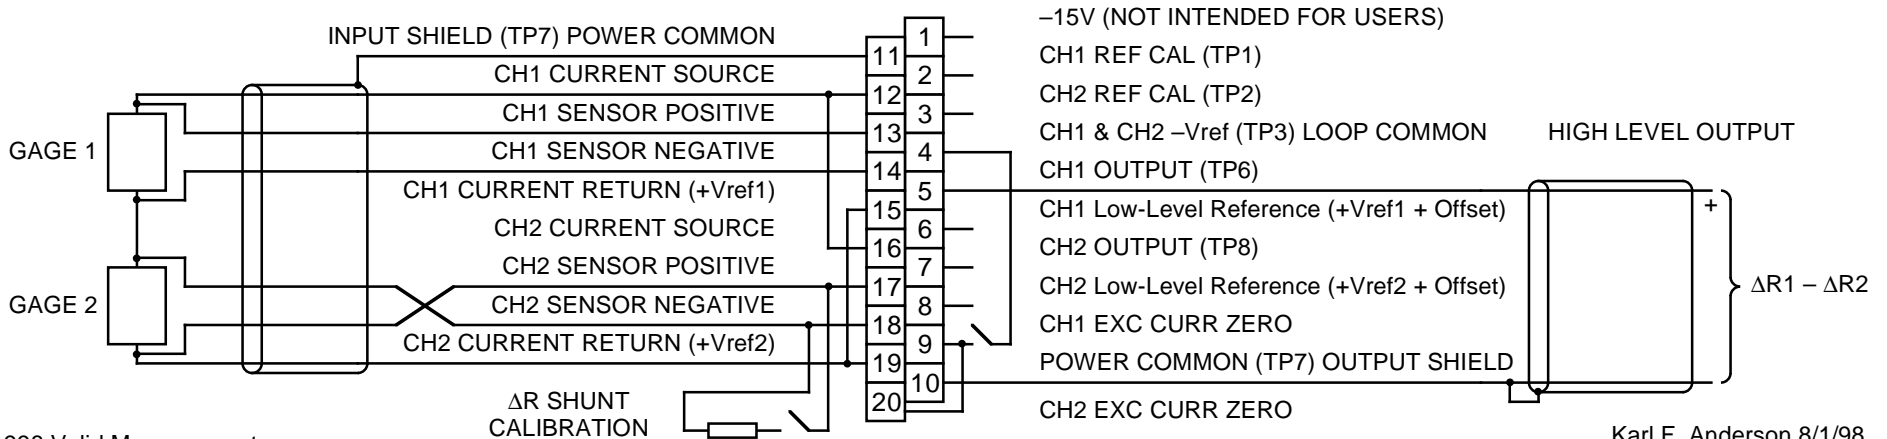 INPUT SHIELD (TP7) POWER COMMON
CH1 CURRENT SOURCE
CH1 SENSOR POSITIVE
CH1 SENSOR NEGATIVE
CH1 CURRENT RETURN (+Vref1)
CH2 CURRENT SOURCE
CH2 SENSOR POSITIVE
CH2 SENSOR NEGATIVE
CH2 CURRENT RETURN (+Vref2)
GAGE 1
GAGE 2
ΔR SHUNT
CALIBRATION
11
12
13
14
15
16
17
18
19
20
1
2
3
4
5
6
7
8
9
10
–15V (NOT INTENDED FOR USERS)
CH1 REF CAL (TP1)
CH2 REF CAL (TP2)
CH1 & CH2 –Vref (TP3) LOOP COMMON
CH1 OUTPUT (TP6)
CH1 Low-Level Reference (+Vref1 + Offset)
CH2 OUTPUT (TP8)
CH2 Low-Level Reference (+Vref2 + Offset)
CH1 EXC CURR ZERO
POWER COMMON (TP7) OUTPUT SHIELD
CH2 EXC CURR ZERO
HIGH LEVEL OUTPUT
+
ΔR1 – ΔR2
–
Karl F. Anderson 8/1/98